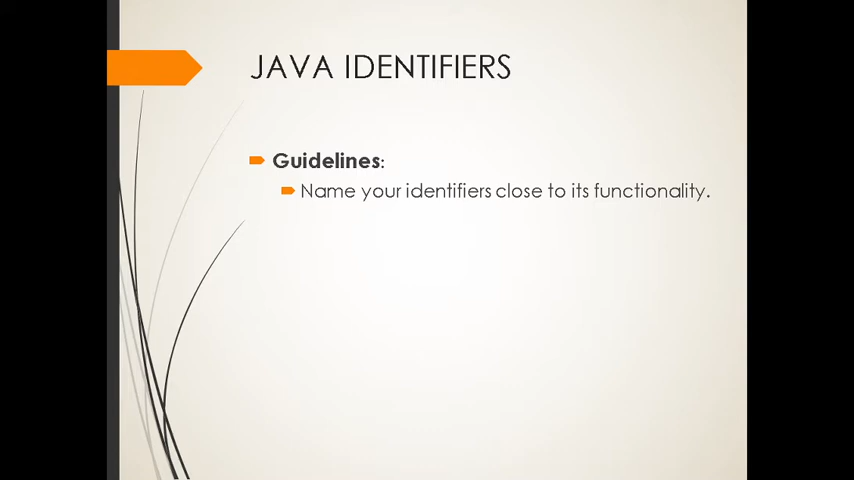 JAVA IDENTIFIERS
Guidelines:
Name your identifiers close to its functionality.